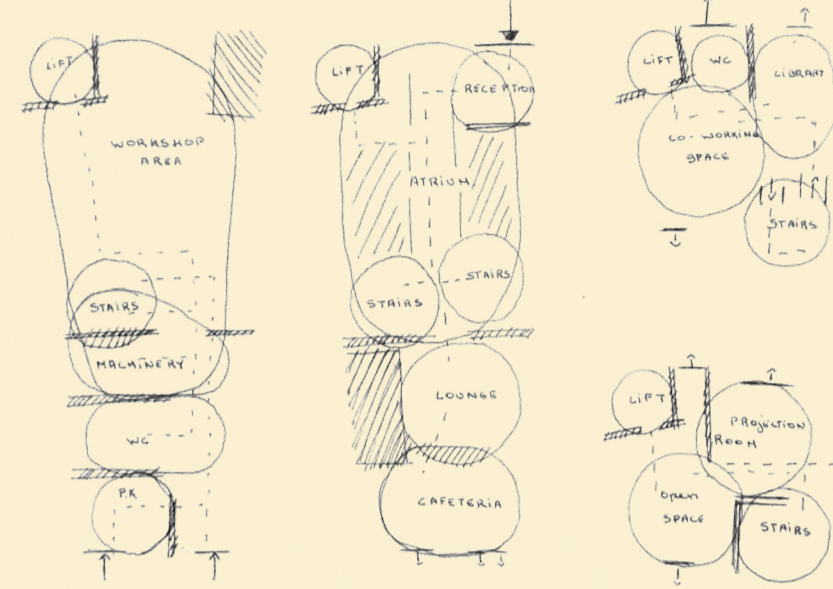 LIFT
WORKSHOP
AREA
STAIRS
MACHINERY
WC
P.K
LIFT
RECEPTION
ATRIUM
STAIRS
STAIRS
LOUNGE
CAFETERIA
LIFT
WC
LIBRARY
CO-WORKING
SPACE
STAIRS
LIFT
PROJECTION
ROOM
Open
SPACE
STAIRS